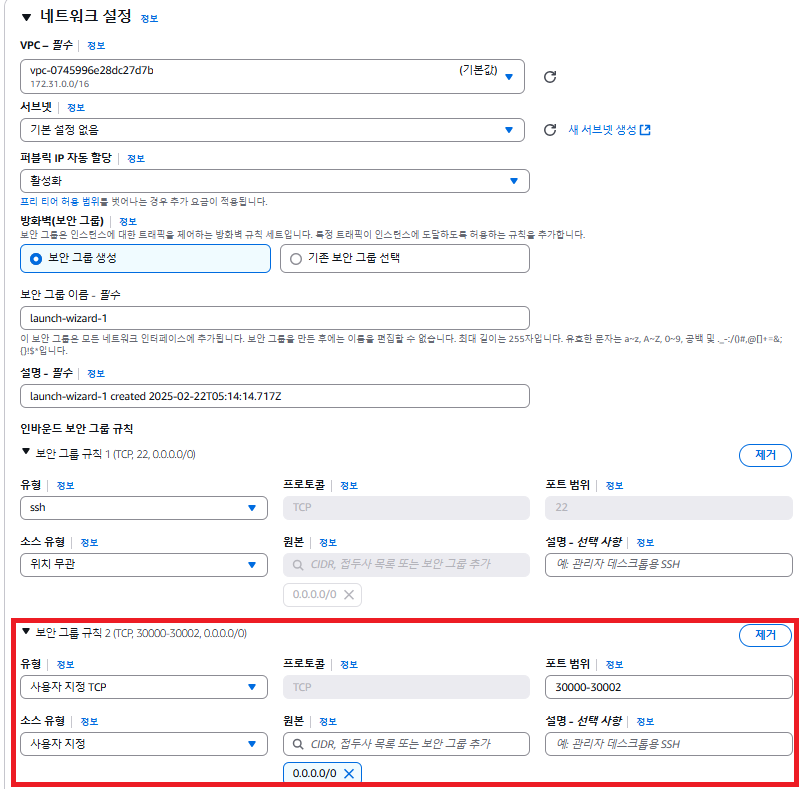 ▼ 네트워크 설정 정보
VPC – 필수 | 정보
vpc-0745996e28dc27d7b (기본값)
172.31.0.0/16
서브넷 | 정보
기본 설정 없음
새 서브넷 생성
퍼블릭 IP 자동 할당 | 정보
활성화
프리 티어 허용 범위를 벗어나는 경우 추가 요금이 적용됩니다.
방화벽(보안 그룹) | 정보
보안 그룹은 인스턴스에 대한 트래픽을 제어하는 방화벽 규칙 세트입니다. 특정 트래픽이 인스턴스에 도달하도록 허용하는 규칙을 추가합니다.
보안 그룹 생성 기존 보안 그룹 선택
보안 그룹 이름 - 필수
launch-wizard-1
이 보안 그룹은 모든 네트워크 인터페이스에 추가됩니다. 보안 그룹을 만든 후에는 이름을 편집할 수 없습니다. 최대 길이는 255자입니다. 유효한 문자는 a~z, A~Z, 0~9, 공백 및 ._-:/()#,@[]+=&;
{}!$*입니다.
설명 - 필수 | 정보
launch-wizard-1 created 2025-02-22T05:14:14.717Z
인바운드 보안 그룹 규칙
▼ 보안 그룹 규칙 1 (TCP, 22, 0.0.0.0/0) 제거
유형 | 정보 프로토콜 | 정보 포트 범위 | 정보
ssh TCP 22
소스 유형 | 정보 원본 | 정보 설명 - 선택 사항 | 정보
위치 무관 CIDR, 접두사 목록 또는 보안 그룹 추가 예: 관리자 데스크톱용 SSH
0.0.0.0/0
▼ 보안 그룹 규칙 2 (TCP, 30000-30002, 0.0.0.0/0) 제거
유형 | 정보 프로토콜 | 정보 포트 범위 | 정보
사용자 지정 TCP TCP 30000-30002
소스 유형 | 정보 원본 | 정보 설명 - 선택 사항 | 정보
사용자 지정 CIDR, 접두사 목록 또는 보안 그룹 추가 예: 관리자 데스크톱용 SSH
0.0.0.0/0